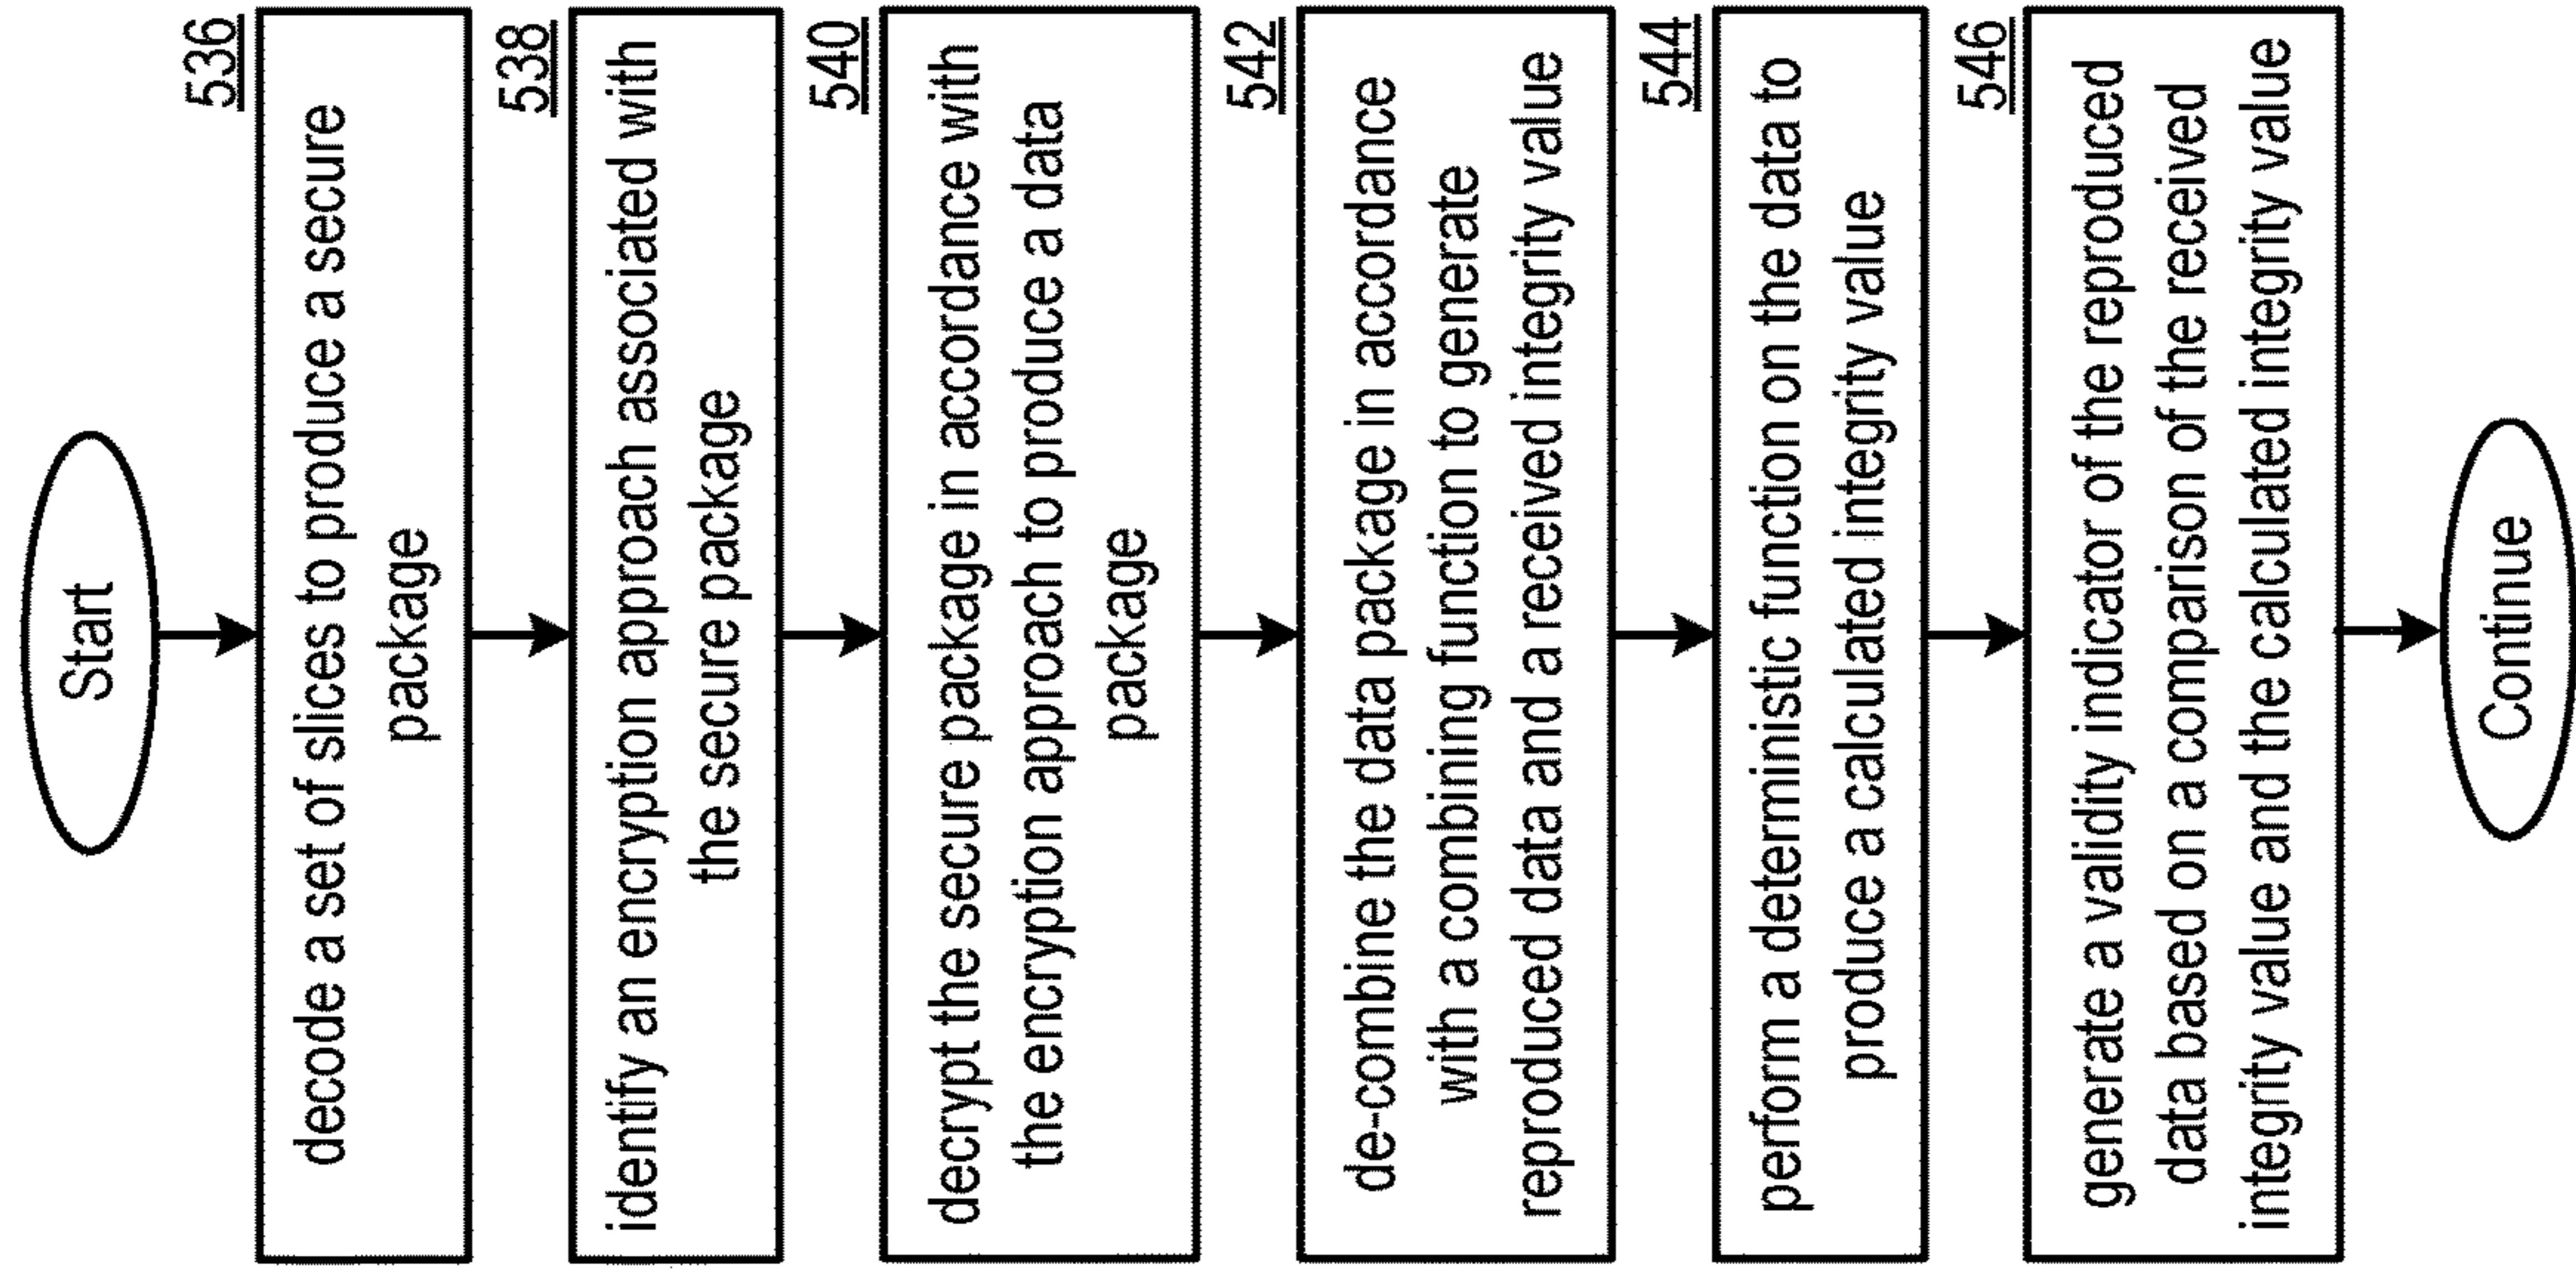 Start
536
decode a set of slices to produce a secure
package
538
identify an encryption approach associated with
the secure package
540
decrypt the secure package in accordance with
the encryption approach to produce a data
package
542
de-combine the data package in accordance
with a combining function to generate
reproduced data and a received integrity value
544
perform a deterministic function on the data to
produce a calculated integrity value
546
generate a validity indicator of the reproduced
data based on a comparison of the received
integrity value and the calculated integrity value
Continue